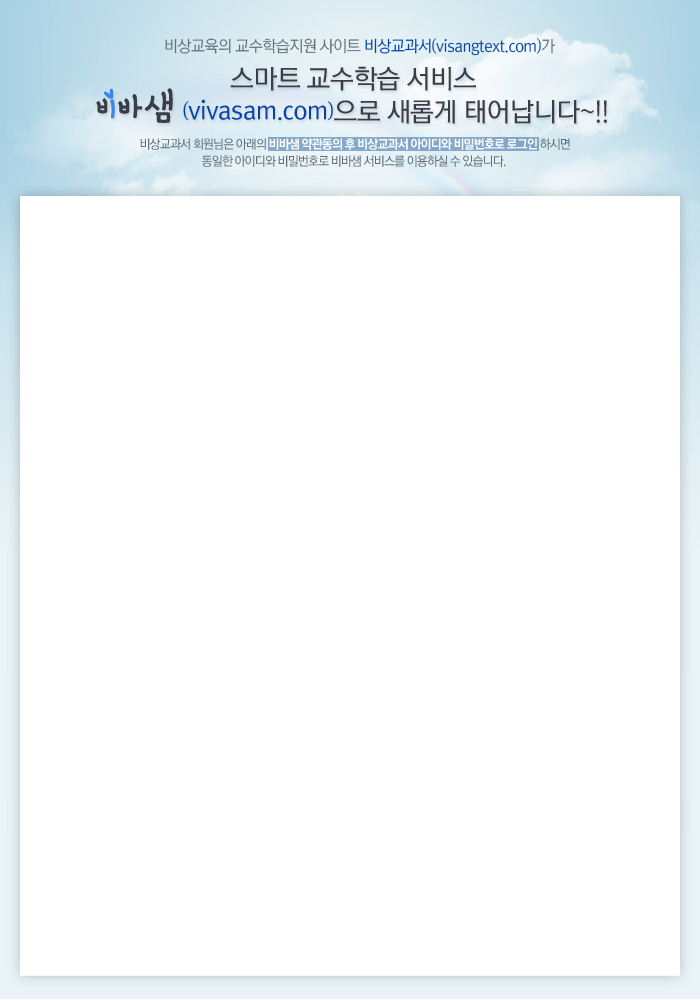 비상교육의 교수학습지원 사이트 비상교과서(visangtext.com)가
스마트 교수학습 서비스
비바샘 (vivasam.com)으로 새롭게 태어납니다~!!
비상교과서 회원님은 아래의 비바샘 약관동의 후 비상교과서 아이디와 비밀번호로 로그인 하시면
동일한 아이디와 비밀번호로 비바샘 서비스를 이용하실 수 있습니다.